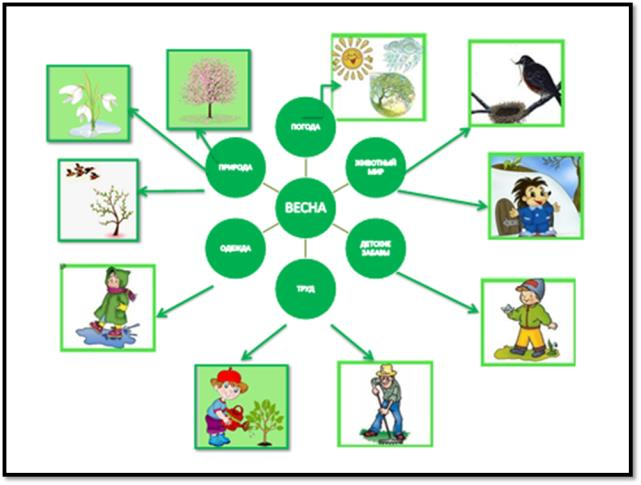 ПОГОДА
ПРИРОДА
ЖИВОТНЫЙ
МИР
ВЕСНА
ОДЕЖДА
ДЕТСКИЕ
ЗАБАВЫ
ТРУД